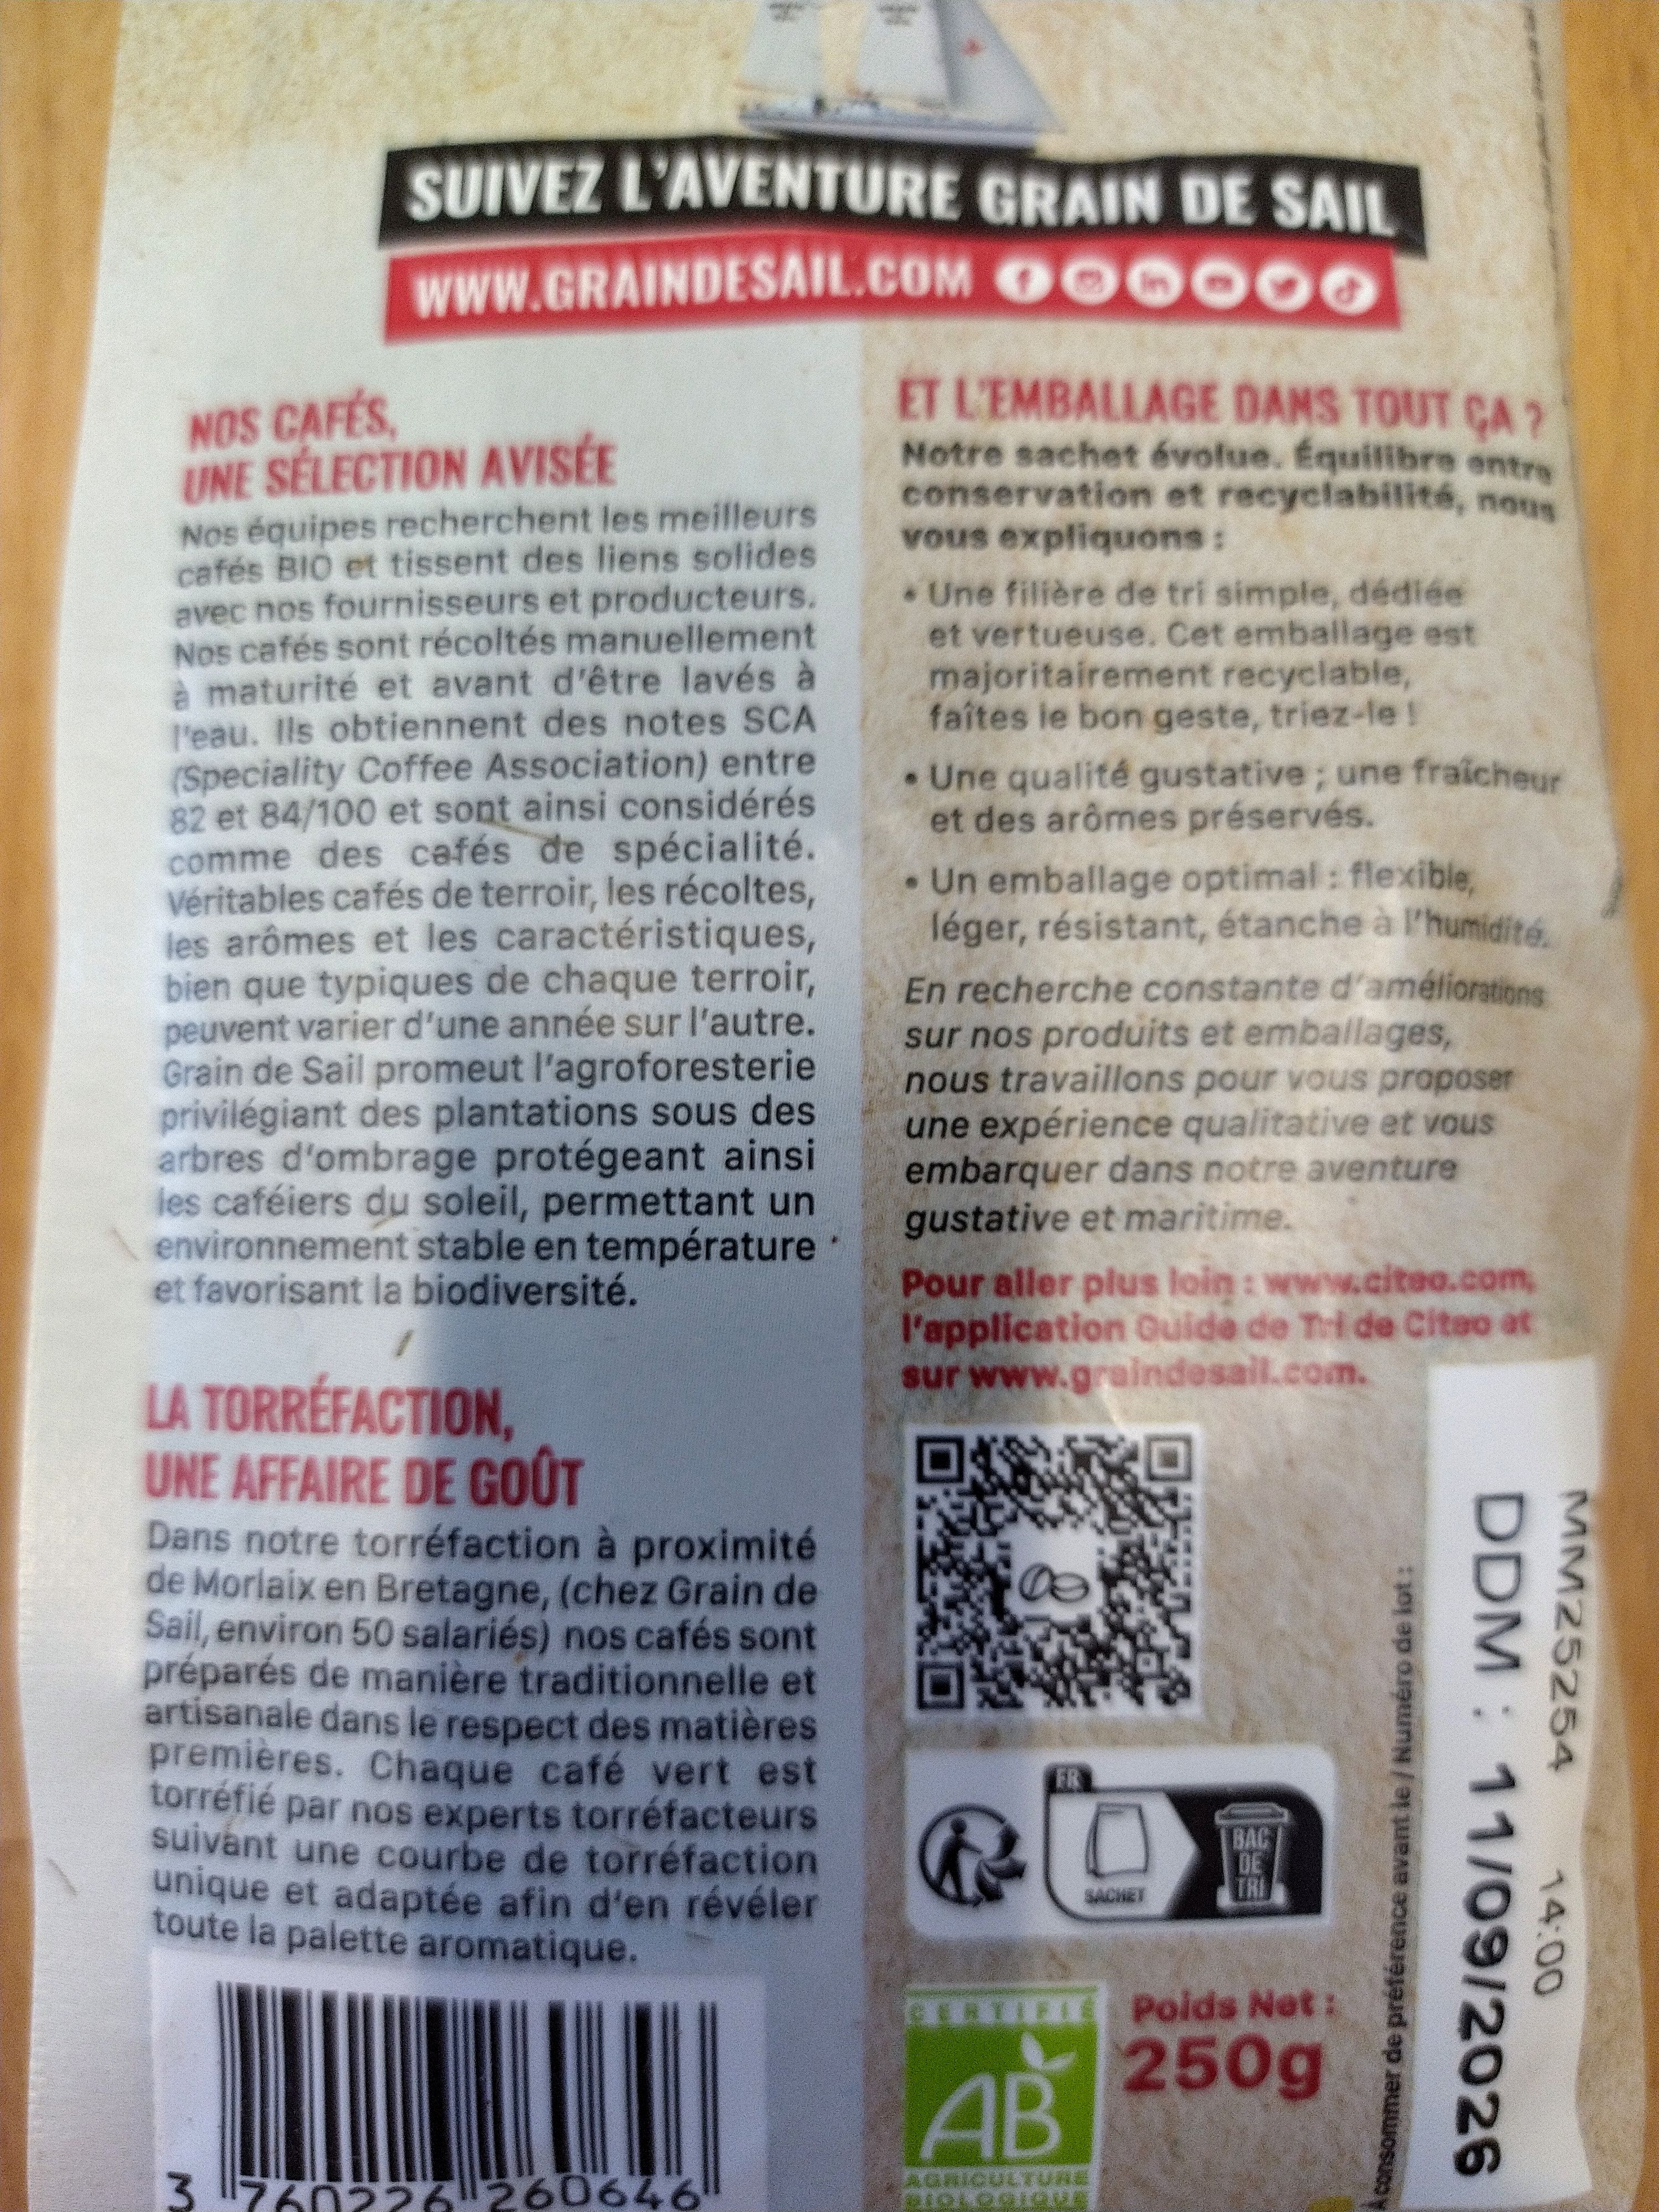 SUIVEZ L'AVENTURE GRAIN DE SAIL
WWW.GRAINDESAIL.COM
NOS CAFÉS,
UNE SÉLECTION AVISÉE
Nos équipes recherchent les meilleurs
cafés BIO et tissent des liens solides
avec nos fournisseurs et producteurs.
Nos cafés sont récoltés manuellement
à maturité et avant d'être lavés à
l'eau. Ils obtiennent des notes SCA
(Speciality Coffee Association) entre
82 et 84/100 et sont ainsi considérés
comme des cafés de spécialité.
Véritables cafés de terroir, les récoltes,
les arômes et les caractéristiques,
bien que typiques de chaque terroir,
peuvent varier d'une année sur l'autre.
Grain de Sail promeut l'agroforesterie
privilégiant des plantations sous des
arbres d'ombrage protégeant ainsi
les caféiers du soleil, permettant un
environnement stable en température
et favorisant la biodiversité.
LA TORRÉFACTION,
UNE AFFAIRE DE GOÛT
Dans notre torréfaction à proximité
de Morlaix en Bretagne, (chez Grain de
Sail, environ 50 salariés) nos cafés sont
préparés de manière traditionnelle et
artisanale dans le respect des matières
premières. Chaque café vert est
torréfié par nos experts torréfacteurs
suivant une courbe de torréfaction
unique et adaptée afin d'en révéler
toute la palette aromatique.
3 760226 260646
ET L'EMBALLAGE DANS TOUT ÇA ?
Notre sachet évolue. Équilibre entre
conservation et recyclabilité, nous
vous expliquons :
• Une filière de tri simple, dédiée
et vertueuse. Cet emballage est
majoritairement recyclable,
faîtes le bon geste, triez-le !
• Une qualité gustative ; une fraîcheur
et des arômes préservés.
• Un emballage optimal : flexible,
léger, résistant, étanche à l'humidité.
En recherche constante d'améliorations
sur nos produits et emballages,
nous travaillons pour vous proposer
une expérience qualitative et vous
embarquer dans notre aventure
gustative et maritime.
Pour aller plus loin : www.citeo.com,
l'application Guide de Tri de Citeo et
sur www.graindesail.com.
FR
SACHET
BAC
DE
TRI
CERTIFIÉ
AB
AGRICULTURE
BIOLOGIQUE
Poids Net :
250g
À consommer de préférence avant le / Numéro de lot :
MM25254 14:00
DDM : 11/09/2026